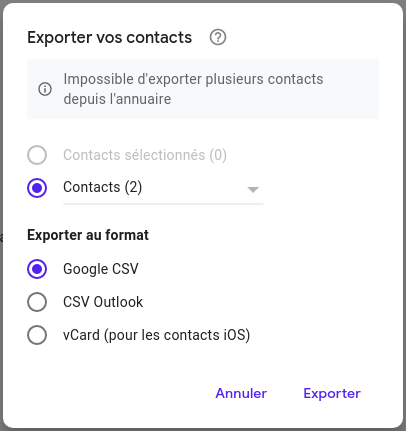 Exporter vos contacts
Impossible d'exporter plusieurs contacts
depuis l'annuaire
Contacts sélectionnés (0)
Contacts (2)
Exporter au format
Google CSV
CSV Outlook
vCard (pour les contacts iOS)
Annuler Exporter